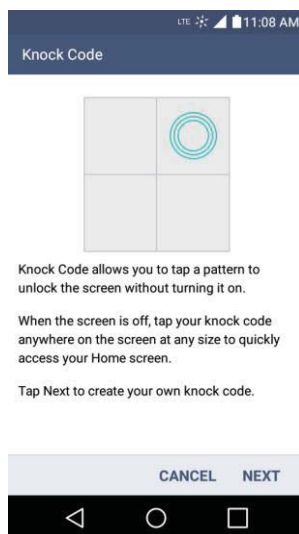 LTE 11:08 AM
Knock Code
Knock Code allows you to tap a pattern to
unlock the screen without turning it on.
When the screen is off, tap your knock code
anywhere on the screen at any size to quickly
access your Home screen.
Tap Next to create your own knock code.
CANCEL NEXT